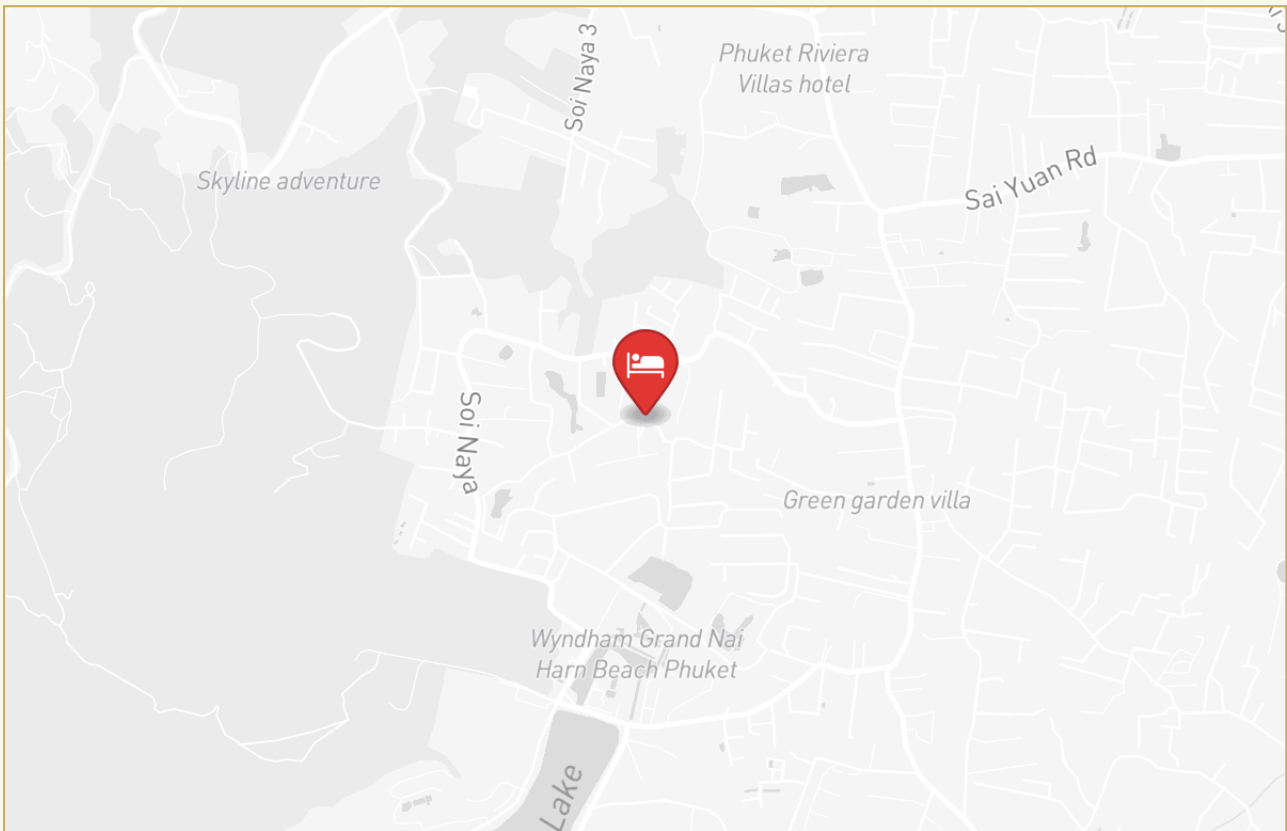 Soi Naya 3
Phuket Riviera
Villas hotel
Skyline adventure
Sai Yuan Rd
Soi Naya
Green garden villa
Wyndham Grand Nai
Harn Beach Phuket
Lake